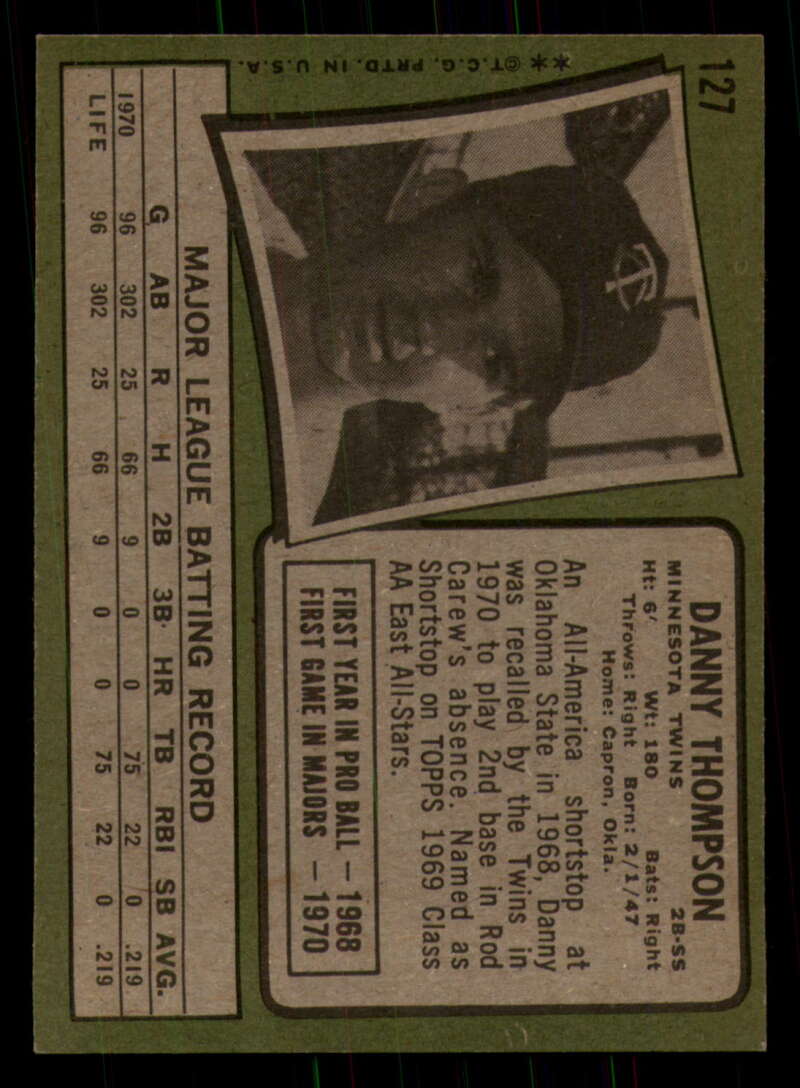 127
**©T.C.G. PRTD. IN U.S.A.
TC
DANNY THOMPSON
MINNESOTA TWINS 2B-SS
Ht: 6' Wt: 180 Bats: Right
Throws: Right Born: 2/1/47
Home: Capron, Okla.
An All-America shortstop at
Oklahoma State in 1968, Danny
was recalled by the Twins in
1970 to play 2nd base in Rod
Carew's absence. Named as
Shortstop on TOPPS 1969 Class
AA East All-Stars.
FIRST YEAR IN PRO BALL — 1968
FIRST GAME IN MAJORS — 1970
MAJOR LEAGUE BATTING RECORD
G AB R H 2B 3B HR TB RBI SB AVG.
1970 96 302 25 66 9 0 0 75 22 0 .219
LIFE 96 302 25 66 9 0 0 75 22 0 .219